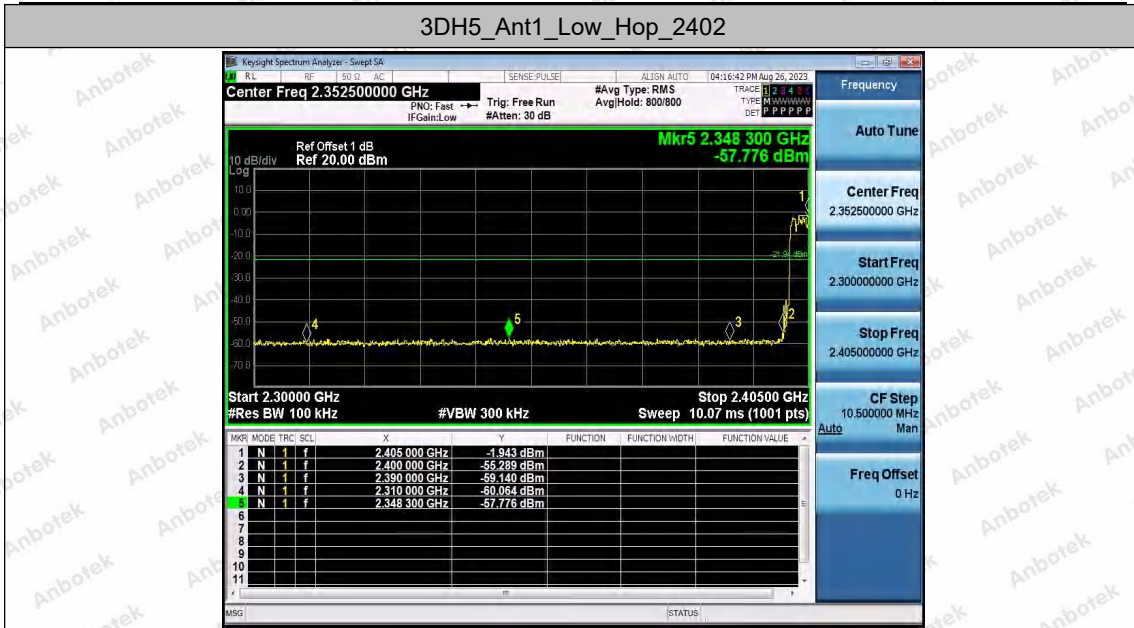 3DH5_Ant1_Low_Hop_2402
Keysight Spectrum Analyzer - Swept SA
RL RF 50 Ω AC SENSE:PULSE ALIGN AUTO 04:16:42 PM Aug 26, 2023
Center Freq 2.352500000 GHz
PNO: Fast
IFGain:Low
Trig: Free Run
#Atten: 30 dB
#Avg Type: RMS
Avg|Hold: 800/800
TRACE 1 2 3 4 5 6
TYPE M WWWWW
DET P P P P P P
Ref Offset 1 dB
10 dB/div Ref 20.00 dBm
Log
Mkr5 2.348 300 GHz
-57.776 dBm
10.0
0.00
-10.0
-20.0
-30.0
-40.0
-50.0
-60.0
-70.0
1
-21.94 dBm
2
3
4
5
Start 2.30000 GHz Stop 2.40500 GHz
#Res BW 100 kHz #VBW 300 kHz Sweep 10.07 ms (1001 pts)
MKR MODE TRC SCL X Y FUNCTION FUNCTION WIDTH FUNCTION VALUE
1 N 1 f 2.405 000 GHz -1.943 dBm
2 N 1 f 2.400 000 GHz -55.289 dBm
3 N 1 f 2.390 000 GHz -59.140 dBm
4 N 1 f 2.310 000 GHz -60.064 dBm
5 N 1 f 2.348 300 GHz -57.776 dBm
6
7
8
9
10
11
MSG STATUS
Frequency
Auto Tune
Center Freq
2.352500000 GHz
Start Freq
2.300000000 GHz
Stop Freq
2.405000000 GHz
CF Step
10.500000 MHz
Auto Man
Freq Offset
0 Hz
Anbotek